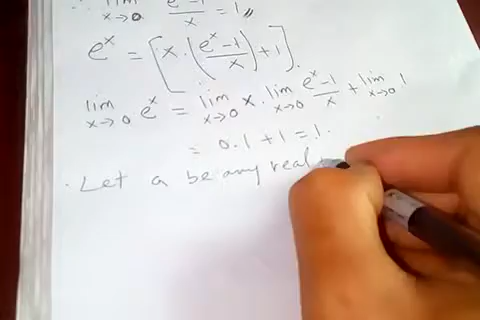 ∴ lim x→0 (e^x - 1)/x = 1
e^x = [x · ((e^x - 1)/x) + 1].
lim x→0 e^x = lim x→0 x · lim x→0 (e^x - 1)/x + lim x→0 1
= 0.1 + 1 = 1.
Let a be any real